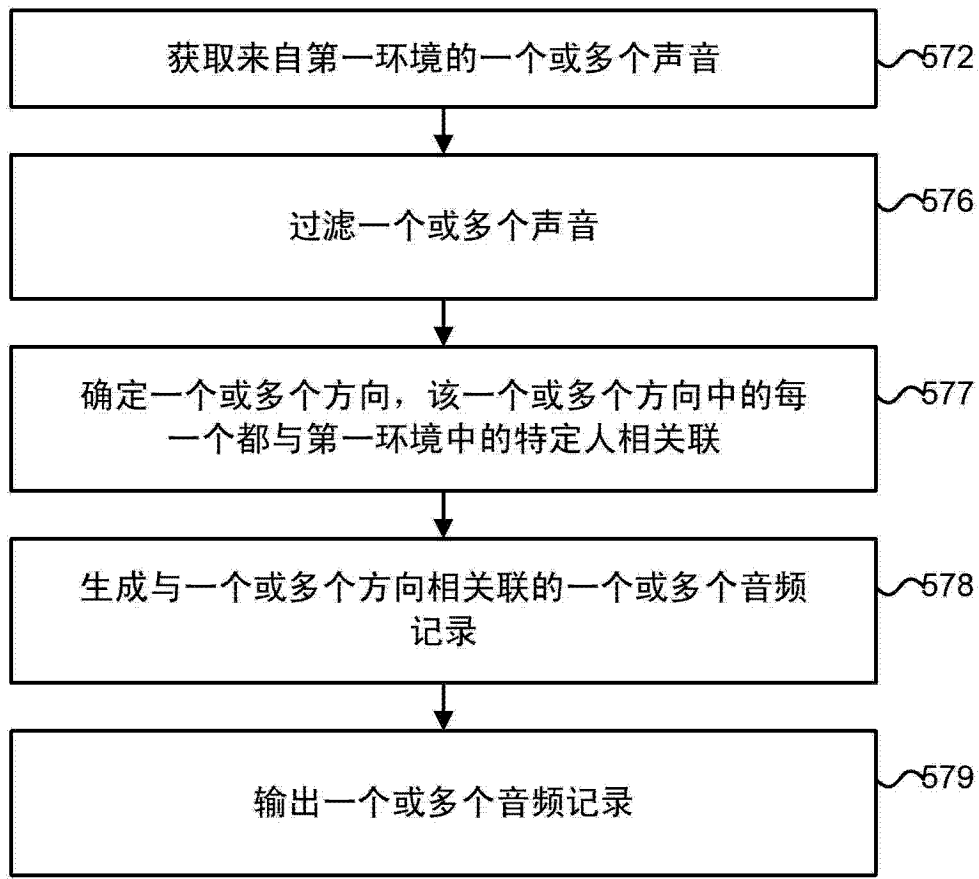 获取来自第一环境的一个或多个声音
572
过滤一个或多个声音
576
确定一个或多个方向，该一个或多个方向中的每
一个都与第一环境中的特定人相关联
577
生成与一个或多个方向相关联的一个或多个音频
记录
578
输出一个或多个音频记录
579